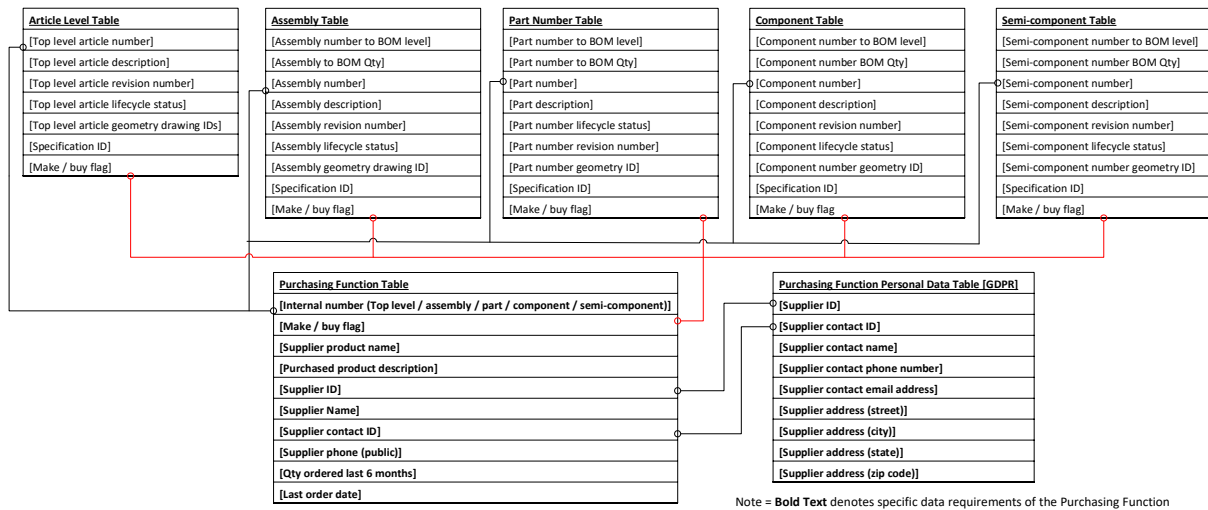 Article Level Table
[Top level article number]
[Top level article description]
[Top level article revision number]
[Top level article lifecycle status]
[Top level article geometry drawing IDs]
[Specification ID]
[Make / buy flag]
Assembly Table
[Assembly number to BOM level]
[Assembly to BOM Qty]
[Assembly number]
[Assembly description]
[Assembly revision number]
[Assembly lifecycle status]
[Assembly geometry drawing ID]
[Specification ID]
[Make / buy flag]
Part Number Table
[Part number to BOM level]
[Part number to BOM Qty]
[Part number]
[Part description]
[Part number lifecycle status]
[Part number revision number]
[Part number geometry ID]
[Specification ID]
[Make / buy flag]
Component Table
[Component number to BOM level]
[Component number BOM Qty]
[Component number]
[Component description]
[Component revision number]
[Component lifecycle status]
[Component number geometry ID]
[Specification ID]
[Make / buy flag
Semi-component Table
[Semi-component number to BOM level]
[Semi-component number BOM Qty]
[Semi-component number]
[Semi-component description]
[Semi-component revision number]
[Semi-component lifecycle status]
[Semi-component number geometry ID]
[Specification ID]
[Make / buy flag]
Purchasing Function Table
[Internal number (Top level / assembly / part / component / semi-component)]
[Make / buy flag]
[Supplier product name]
[Purchased product description]
[Supplier ID]
[Supplier Name]
[Supplier contact ID]
[Supplier phone (public)]
[Qty ordered last 6 months]
[Last order date]
Purchasing Function Personal Data Table [GDPR]
[Supplier ID]
[Supplier contact ID]
[Supplier contact name]
[Supplier contact phone number]
[Supplier contact email address]
[Supplier address (street)]
[Supplier address (city)]
[Supplier address (state)]
[Supplier address (zip code)]
Note = Bold Text denotes specific data requirements of the Purchasing Function